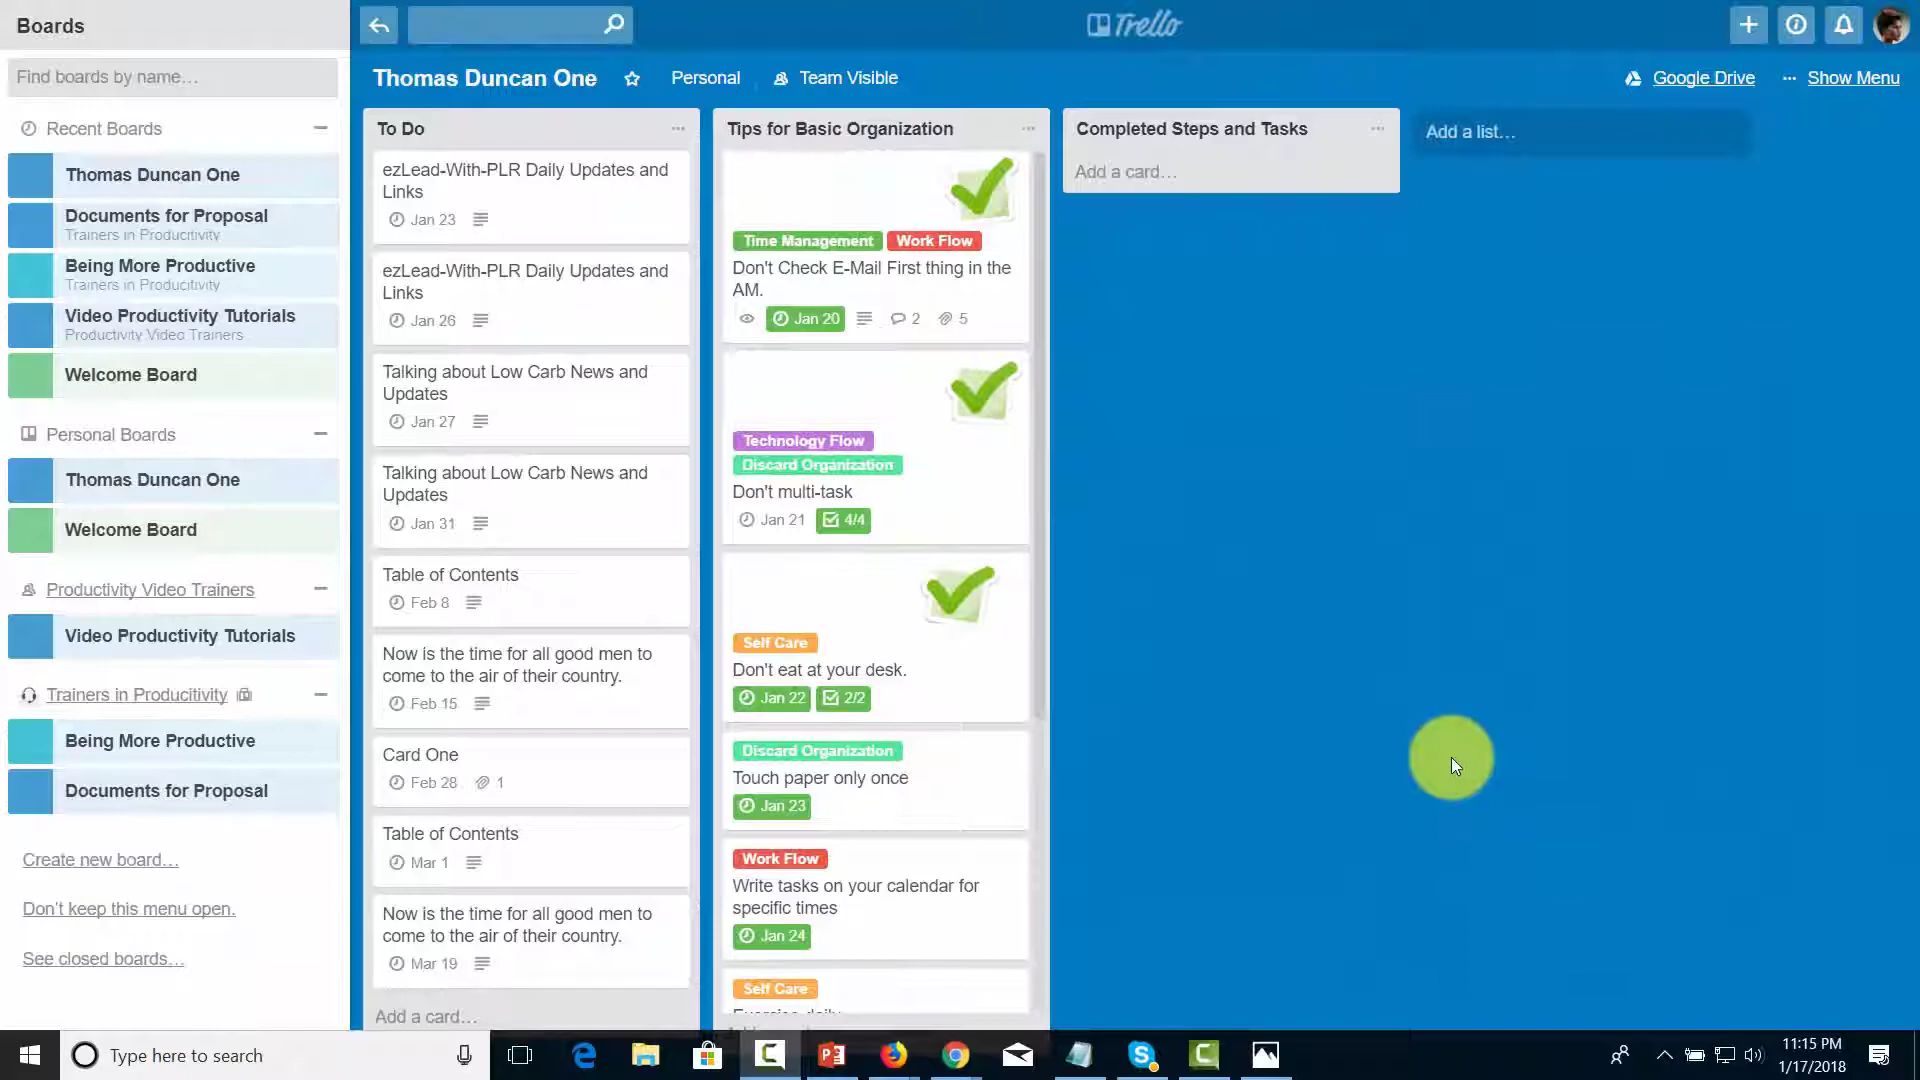 Boards
Trello
Find boards by name…
Thomas Duncan One
Personal
Team Visible
Google Drive
Show Menu
Recent Boards
Thomas Duncan One
Documents for Proposal
Trainers in Producitivity
Being More Productive
Trainers in Producitivity
Video Productivity Tutorials
Productivity Video Trainers
Welcome Board
Personal Boards
Thomas Duncan One
Welcome Board
Productivity Video Trainers
Video Productivity Tutorials
Trainers in Producitivity
Being More Productive
Documents for Proposal
Create new board…
Don't keep this menu open.
See closed boards…
To Do
ezLead-With-PLR Daily Updates and
Links
Jan 23
ezLead-With-PLR Daily Updates and
Links
Jan 26
Talking about Low Carb News and
Updates
Jan 27
Talking about Low Carb News and
Updates
Jan 31
Table of Contents
Feb 8
Now is the time for all good men to
come to the air of their country.
Feb 15
Card One
Feb 28 1
Table of Contents
Mar 1
Now is the time for all good men to
come to the air of their country.
Mar 19
Add a card…
Tips for Basic Organization
Time Management Work Flow
Don't Check E-Mail First thing in the
AM.
Jan 20 2 5
Technology Flow
Discard Organization
Don't multi-task
Jan 21 4/4
Self Care
Don't eat at your desk.
Jan 22 2/2
Discard Organization
Touch paper only once
Jan 23
Work Flow
Write tasks on your calendar for
specific times
Jan 24
Self Care
Completed Steps and Tasks
Add a card…
Add a list…
Type here to search
11:15 PM
1/17/2018